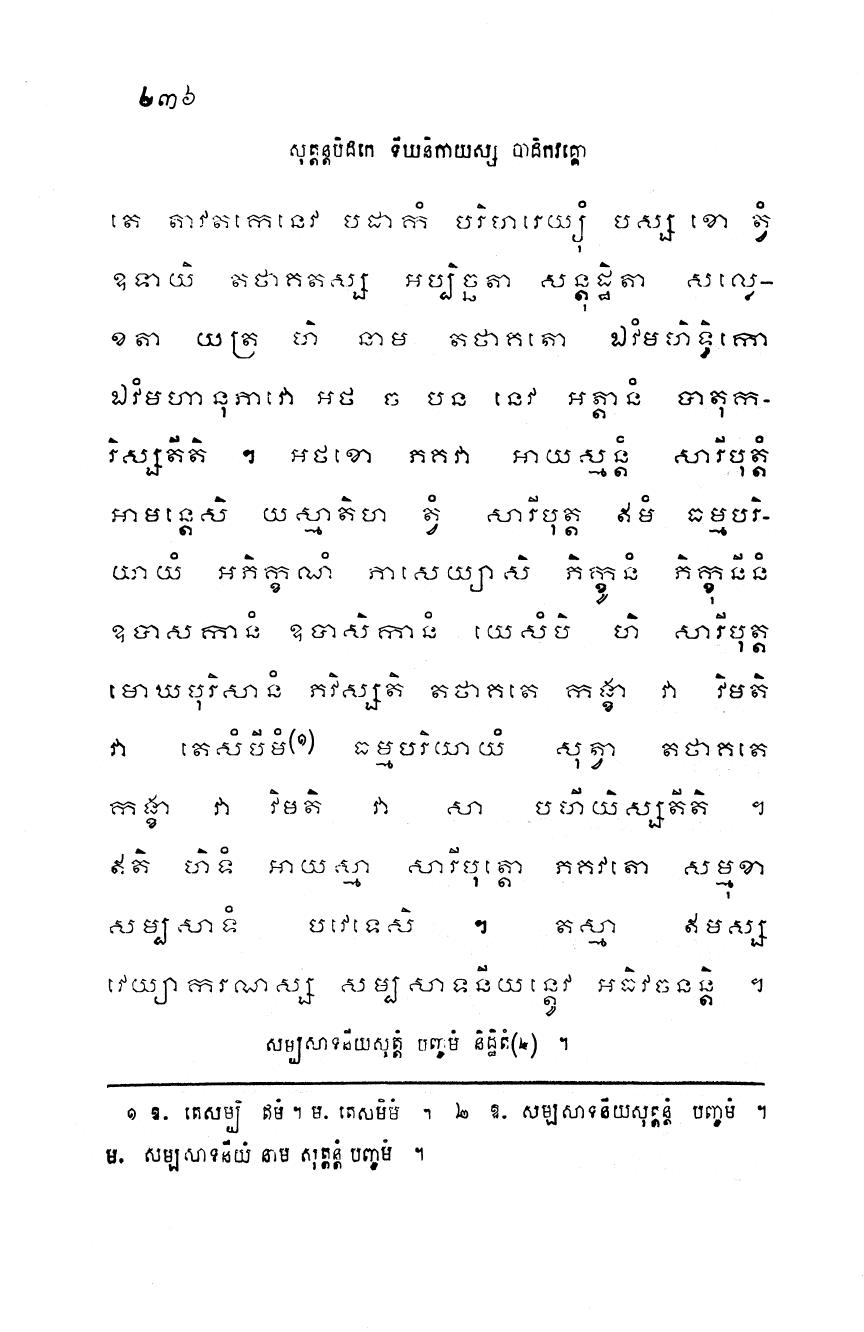 ២៣៦
សុត្តន្តបិដកេ ទីឃនិកាយស្ស បាដិកវគ្គោ
តេ តាវតកេនេវ បដាកំ បរិហរេយ្យុំ បស្ស ខោ ត្វំ
ឧទាយិ តថាគតស្ស អប្បិច្ឆតា សន្តុដ្ឋិតា សល្លេ-
ខតា យត្រ ហិ នាម តថាគតោ ឯវំមហិទ្ធិកោ
ឯវំមហានុភាវោ អថ ច បន នេវ អត្តានំ បាតុក-
រិស្សតីតិ ។ អថខោ ភគវា អាយស្មន្តំ សារីបុត្តំ
អាមន្តេសិ យស្មាតិហ ត្វំ សារីបុត្ត ឥមំ ធម្មបរិ-
យាយំ អភិក្ខណំ ភាសេយ្យាសិ ភិក្ខូនំ ភិក្ខុនីនំ
ឧបាសកានំ ឧបាសិកានំ យេសំបិ ហិ សារីបុត្ត
មោឃបុរិសានំ ភវិស្សតិ តថាគតេ កង្ខា វា វិមតិ
វា តេសំបីមំ(១) ធម្មបរិយាយំ សុត្វា តថាគតេ
កង្ខា វា វិមតិ វា សា បហីយិស្សតីតិ ។
ឥតិ ហិទំ អាយស្មា សារីបុត្តោ ភគវតោ សម្មុខា
សម្បសាទំ បវេទេសិ ។ តស្មា ឥមស្ស
វេយ្យាករណស្ស សម្បសាទនីយន្ត្វេវ អធិវចនន្តិ ។
សម្បសាទនីយសុត្តំ បញ្ចមំ និដ្ឋិតំ(២) ។
១ ឱ. តេសម្បិ ឥមំ ។ ម. តេសមិមំ ។ ២ ឱ. សម្បសាទនីយសុត្តន្តំ បញ្ចមំ ។
ម. សម្បសាទនីយំ នាម សុត្តន្តំ បញ្ចមំ ។